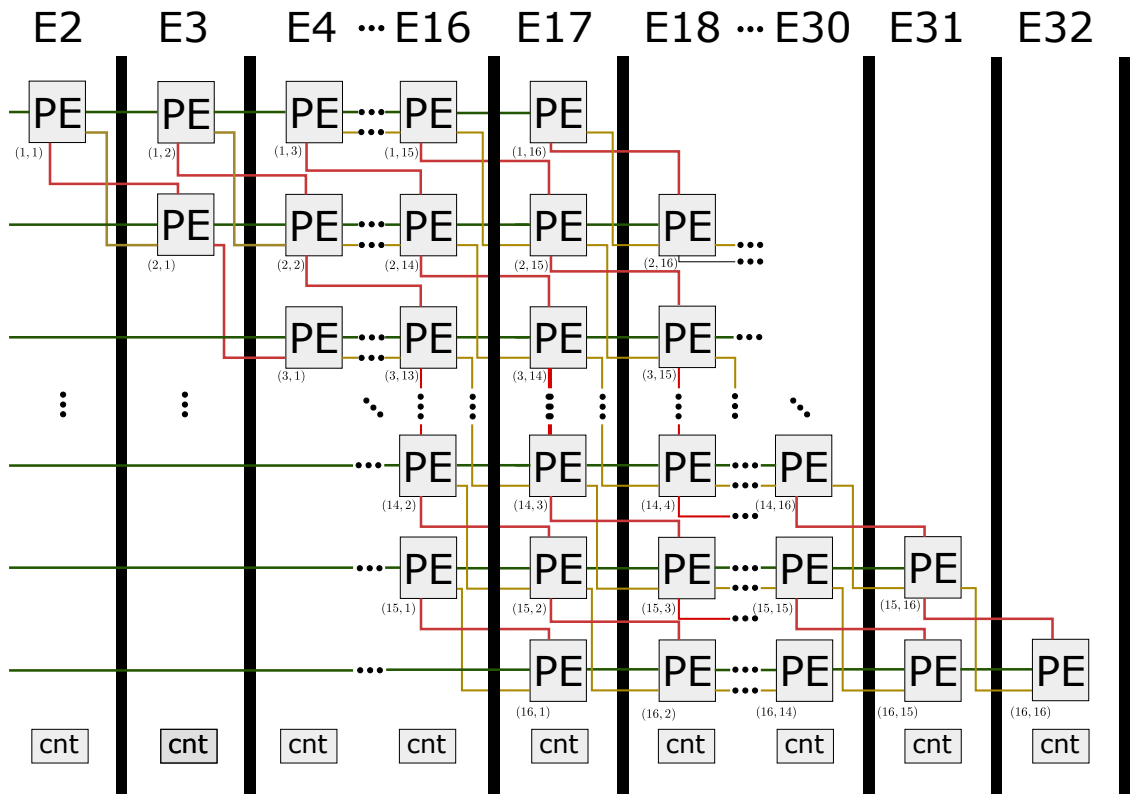 E2 E3 E4 ••• E16 E17 E18 ••• E30 E31 E32
PE PE PE ••• PE PE
(1, 1) (1, 2) (1, 3) (1, 15) (1, 16)
PE PE ••• PE PE PE •••
(2, 1) (2, 2) (2, 14) (2, 15) (2, 16)
PE ••• PE PE PE •••
(3, 1) (3, 13) (3, 14) (3, 15)
••• PE PE PE ••• PE
(14, 2) (14, 3) (14, 4) (14, 16)
••• PE PE PE ••• PE PE
(15, 1) (15, 2) (15, 3) (15, 15) (15, 16)
••• PE PE ••• PE PE PE
(16, 1) (16, 2) (16, 14) (16, 15) (16, 16)
cnt cnt cnt cnt cnt cnt cnt cnt cnt